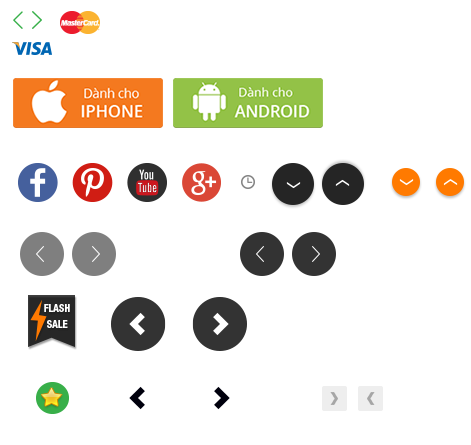 MasterCard
VISA
Dành cho
IPHONE
Dành cho
ANDROID
f
P
You
Tube
g+
FLASH
SALE